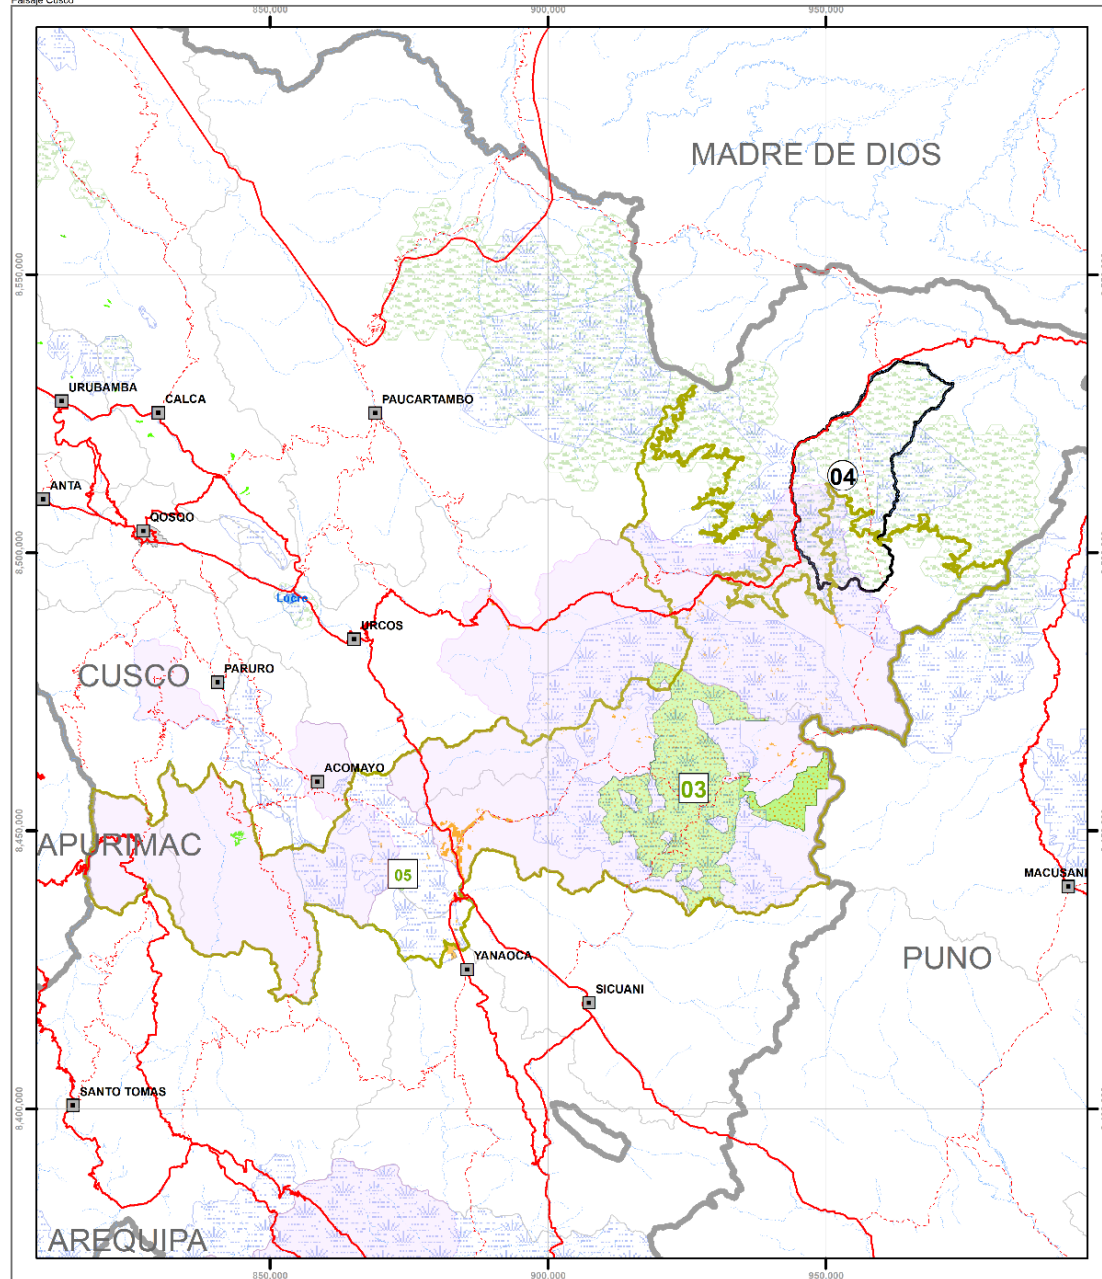 Paisaje Cusco
850,000
900,000
950,000
MADRE DE DIOS
8,550,000
URUBAMBA
CALCA
PAUCARTAMBO
04
ANTA
QOSQO
8,500,000
Lucre
URCOS
CUSCO
PARURO
ACOMAYO
03
8,450,000
APURIMAC
05
MACUSANI
YANAOCA
PUNO
SICUANI
SANTO TOMAS
8,400,000
AREQUIPA
850,000
900,000
950,000